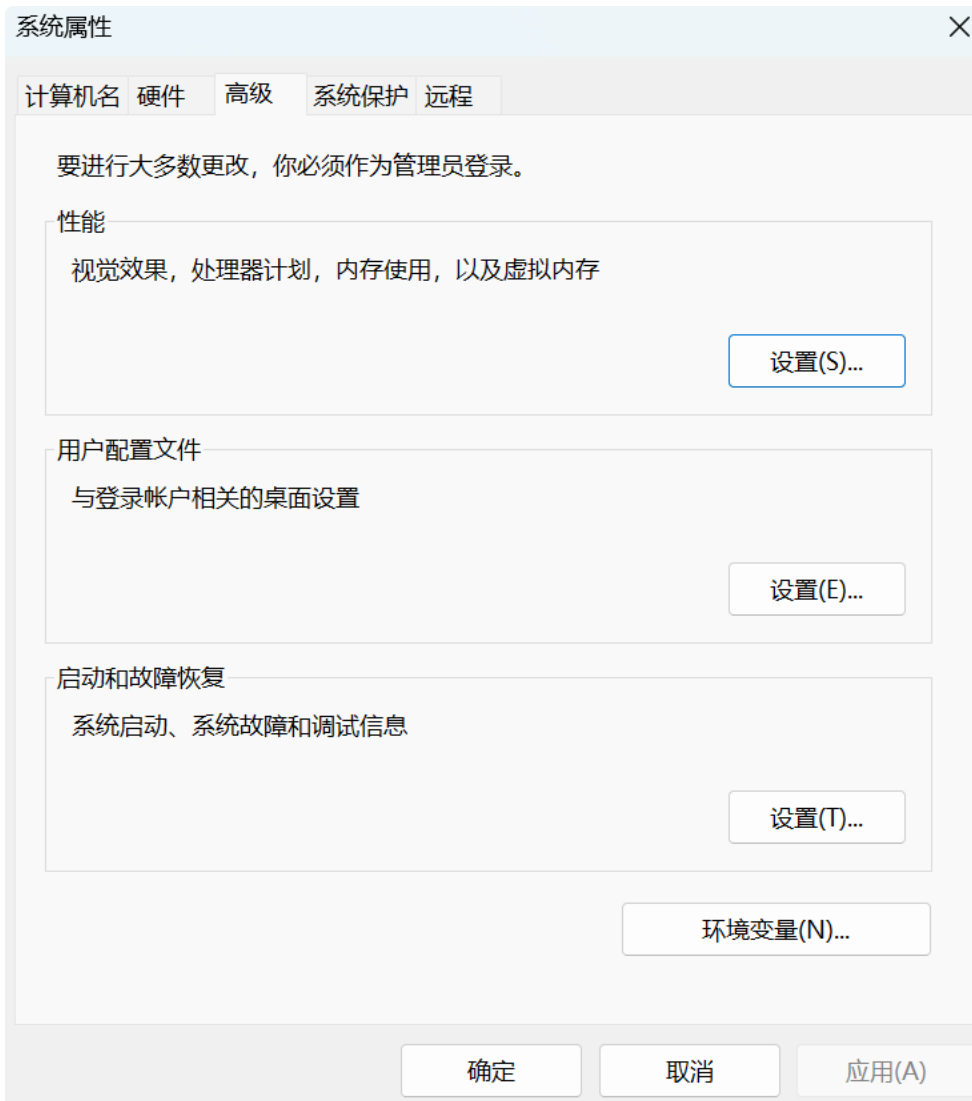 系统属性
计算机名 硬件 高级 系统保护 远程
要进行大多数更改，你必须作为管理员登录。
性能
视觉效果，处理器计划，内存使用，以及虚拟内存
设置(S)...
用户配置文件
与登录帐户相关的桌面设置
设置(E)...
启动和故障恢复
系统启动、系统故障和调试信息
设置(T)...
环境变量(N)...
确定 取消 应用(A)